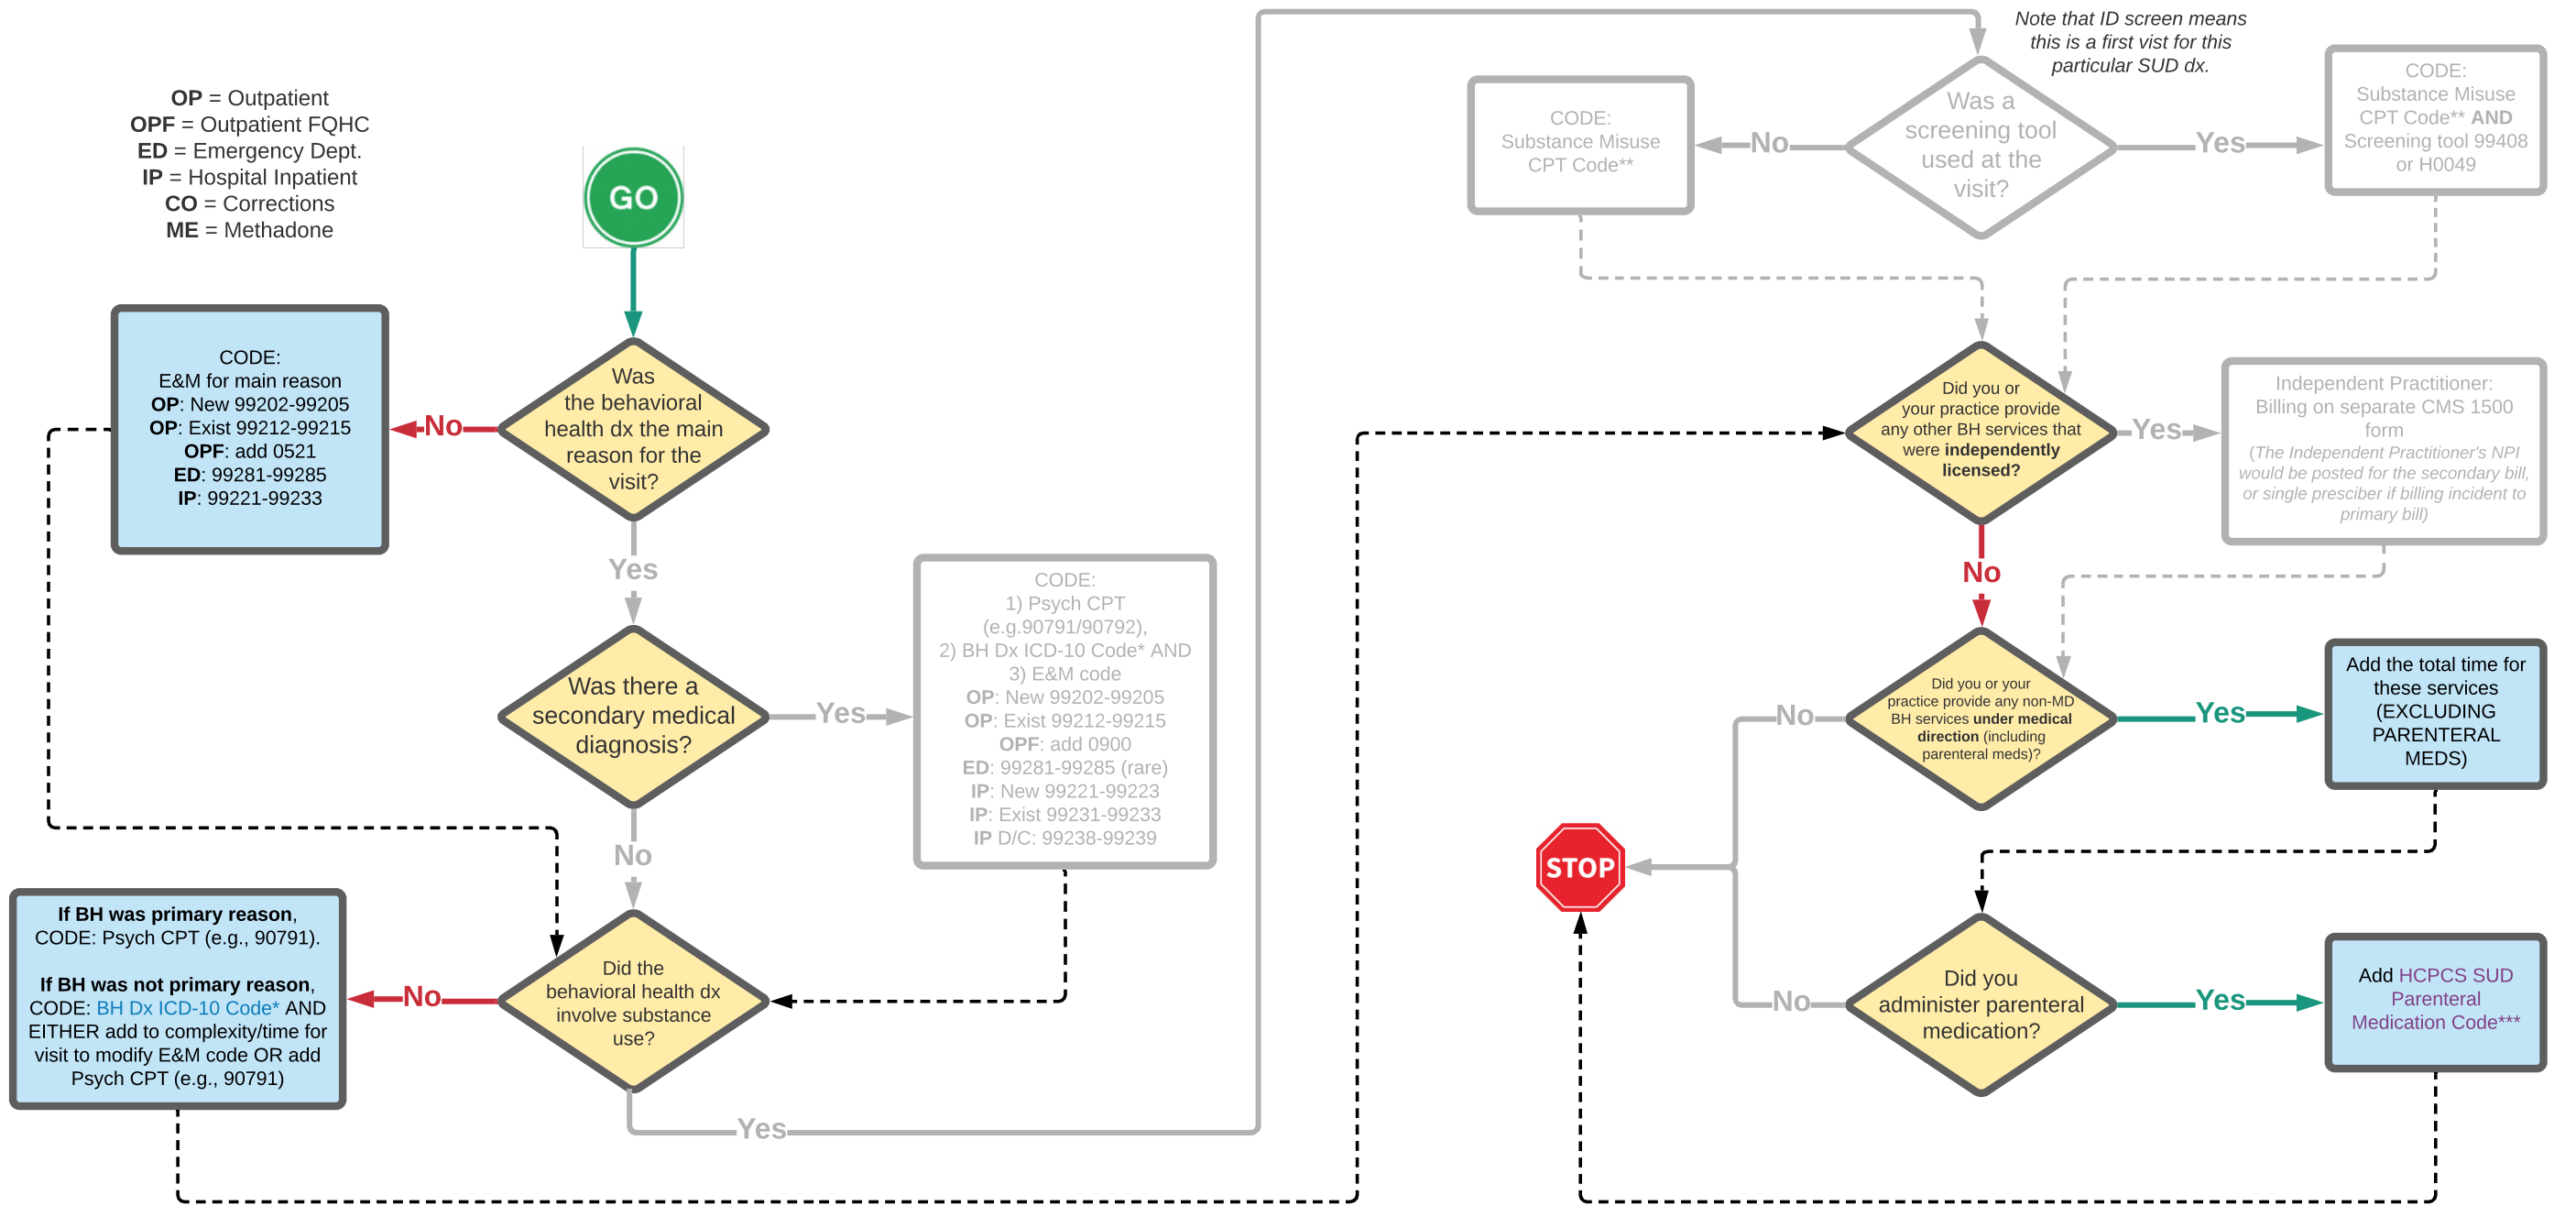 OP = Outpatient
OPF = Outpatient FQHC
ED = Emergency Dept.
IP = Hospital Inpatient
CO = Corrections
ME = Methadone
GO
Was
the behavioral
health dx the main
reason for the
visit?
No
CODE:
E&M for main reason
OP: New 99202-99205
OP: Exist 99212-99215
OPF: add 0521
ED: 99281-99285
IP: 99221-99233
Yes
Was there a
secondary medical
diagnosis?
Yes
CODE:
1) Psych CPT
(e.g.90791/90792),
2) BH Dx ICD-10 Code* AND
3) E&M code
OP: New 99202-99205
OP: Exist 99212-99215
OPF: add 0900
ED: 99281-99285 (rare)
IP: New 99221-99223
IP: Exist 99231-99233
IP D/C: 99238-99239
No
Did the
behavioral health dx
involve substance
use?
No
If BH was primary reason,
CODE: Psych CPT (e.g., 90791).
If BH was not primary reason,
CODE: BH Dx ICD-10 Code* AND
EITHER add to complexity/time for
visit to modify E&M code OR add
Psych CPT (e.g., 90791)
Yes
Note that ID screen means
this is a first vist for this
particular SUD dx.
Was a
screening tool
used at the
visit?
No
CODE:
Substance Misuse
CPT Code**
Yes
CODE:
Substance Misuse
CPT Code** AND
Screening tool 99408
or H0049
Did you or
your practice provide
any other BH services that
were independently
licensed?
Yes
Independent Practitioner:
Billing on separate CMS 1500
form
(The Independent Practitioner's NPI
would be posted for the secondary bill,
or single presciber if billing incident to
primary bill)
No
Did you or your
practice provide any non-MD
BH services under medical
direction (including
parenteral meds)?
No
Yes
Add the total time for
these services
(EXCLUDING
PARENTERAL
MEDS)
STOP
Did you
administer parenteral
medication?
No
Yes
Add HCPCS SUD
Parenteral
Medication Code***